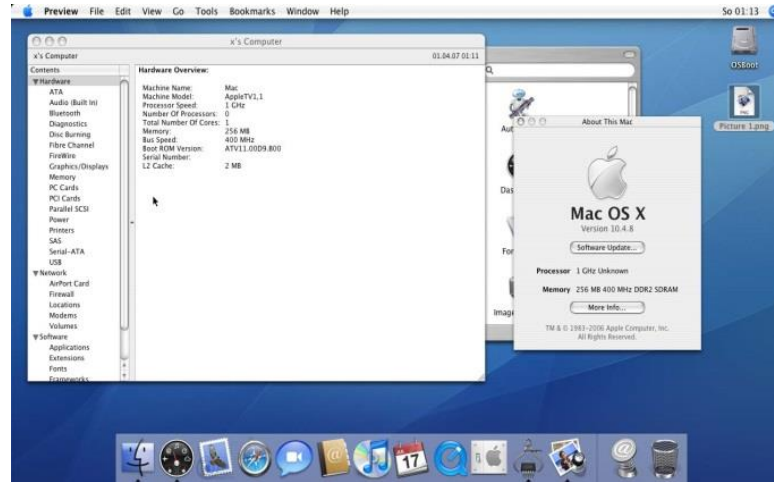 Preview File Edit View Go Tools Bookmarks Window Help
So 01:13
x's Computer
x's Computer
01.04.07 01:11
Contents
Hardware
ATA
Audio (Built In)
Bluetooth
Diagnostics
Disc Burning
Fibre Channel
FireWire
Graphics/Displays
Memory
PC Cards
PCI Cards
Parallel SCSI
Power
Printers
SAS
Serial-ATA
USB
Network
AirPort Card
Firewall
Locations
Modems
Volumes
Software
Applications
Extensions
Fonts
Frameworks
Hardware Overview:
Machine Name: Mac
Machine Model: AppleTV1,1
Processor Speed: 1 GHz
Number Of Processors: 0
Total Number Of Cores: 1
Memory: 256 MB
Bus Speed: 400 MHz
Boot ROM Version: ATV11.00D9.800
Serial Number:
L2 Cache: 2 MB
Aut
Das
For
Image
About This Mac
Mac OS X
Version 10.4.8
Software Update...
Processor 1 GHz Unknown
Memory 256 MB 400 MHz DDR2 SDRAM
More Info...
TM & © 1983-2006 Apple Computer, Inc.
All Rights Reserved.
OSBoot
Picture 1.png
17